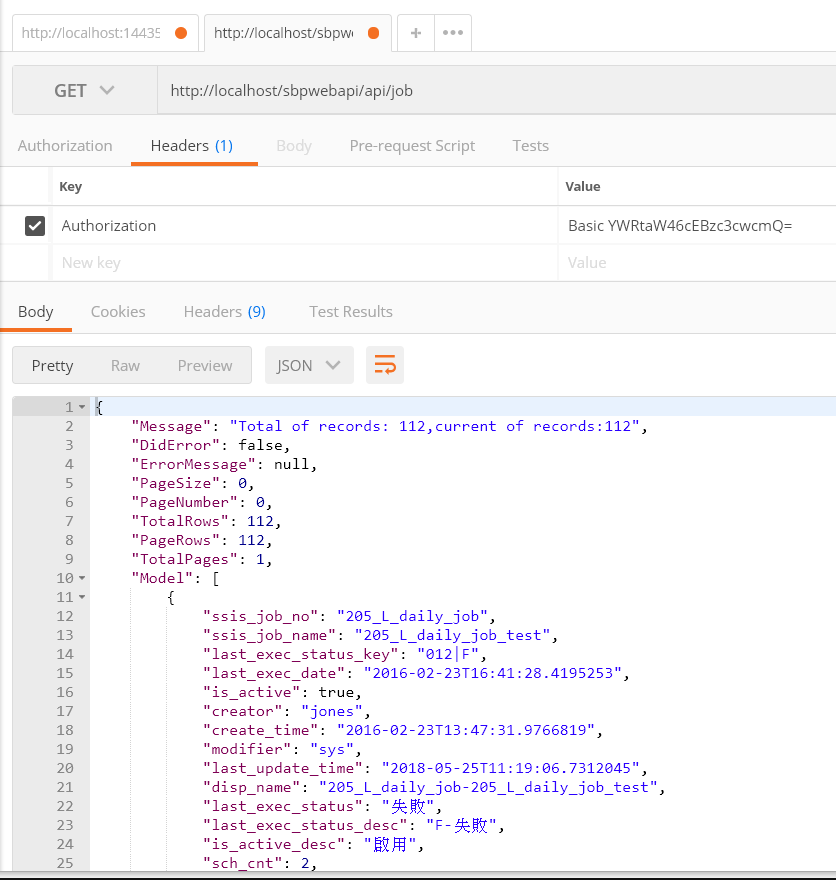 http://localhost:14435 http://localhost/sbpwe + •••
GET http://localhost/sbpwebapi/api/job
Authorization Headers (1) Body Pre-request Script Tests
Key Value
Authorization Basic YWRtaW46cEBzc3cwcmQ=
New key Value
Body Cookies Headers (9) Test Results
Pretty Raw Preview JSON
1 {
2 "Message": "Total of records: 112,current of records:112",
3 "DidError": false,
4 "ErrorMessage": null,
5 "PageSize": 0,
6 "PageNumber": 0,
7 "TotalRows": 112,
8 "PageRows": 112,
9 "TotalPages": 1,
10 "Model": [
11 {
12 "ssis_job_no": "205_L_daily_job",
13 "ssis_job_name": "205_L_daily_job_test",
14 "last_exec_status_key": "012|F",
15 "last_exec_date": "2016-02-23T16:41:28.4195253",
16 "is_active": true,
17 "creator": "jones",
18 "create_time": "2016-02-23T13:47:31.9766819",
19 "modifier": "sys",
20 "last_update_time": "2018-05-25T11:19:06.7312045",
21 "disp_name": "205_L_daily_job-205_L_daily_job_test",
22 "last_exec_status": "失敗",
23 "last_exec_status_desc": "F-失敗",
24 "is_active_desc": "啟用",
25 "sch_cnt": 2,